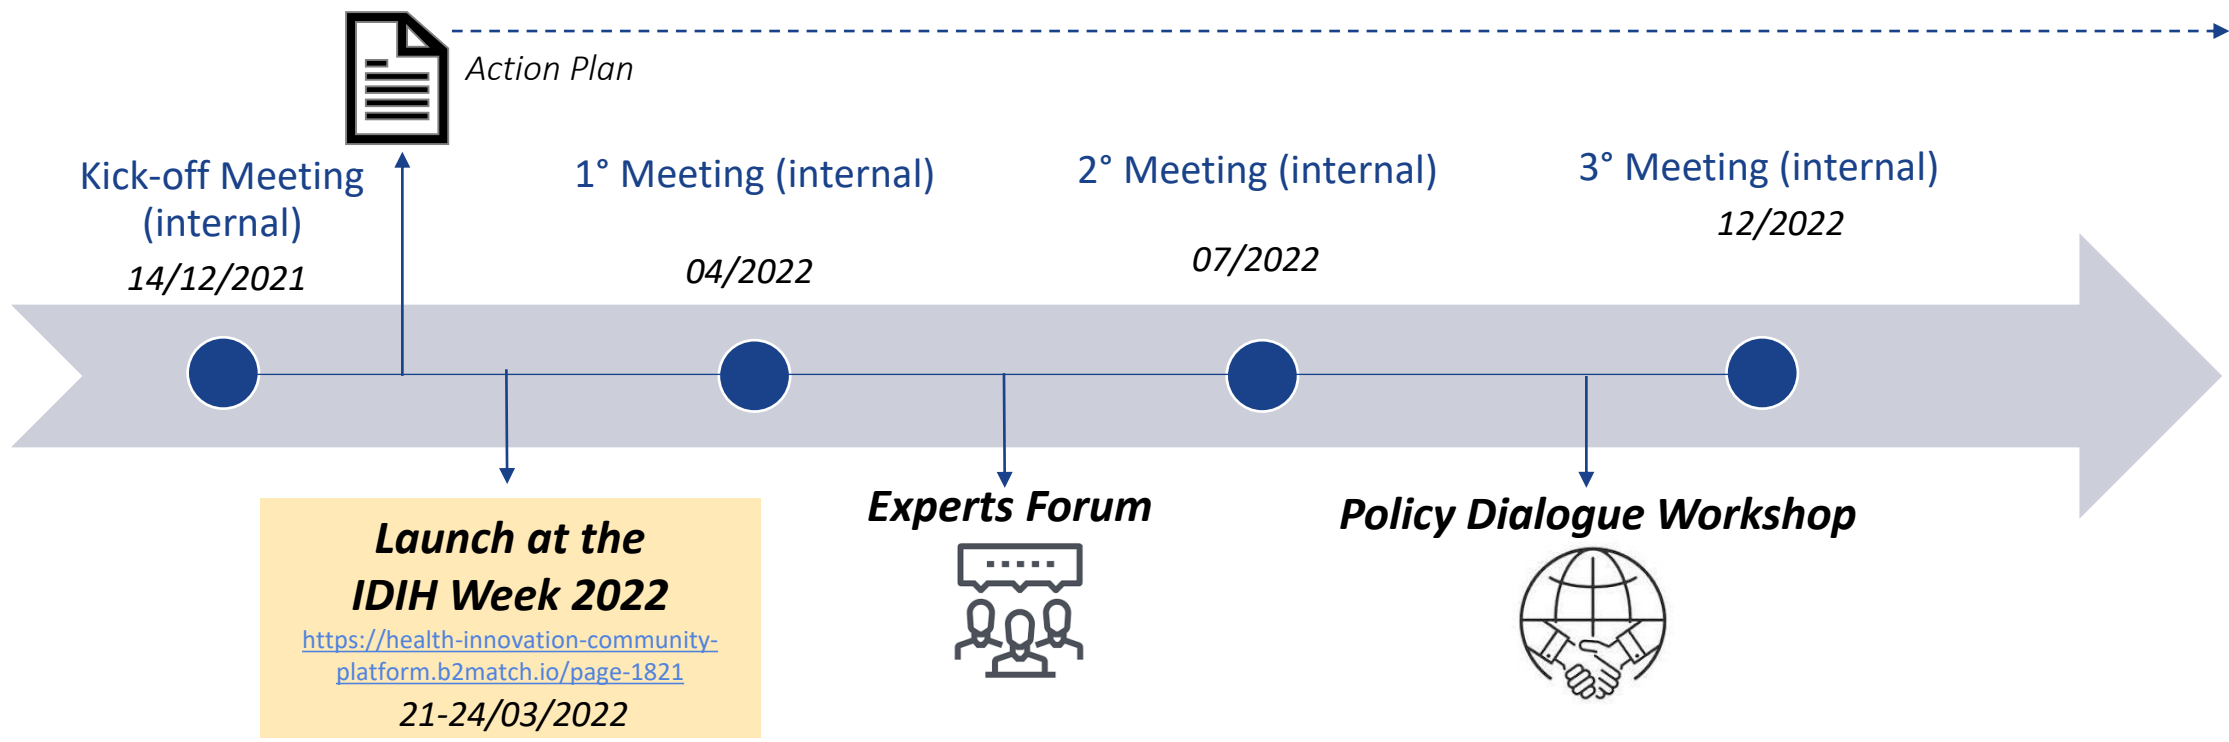 Action Plan
Kick-off Meeting
(internal)
14/12/2021
1° Meeting (internal)
04/2022
2° Meeting (internal)
07/2022
3° Meeting (internal)
12/2022
Launch at the
IDIH Week 2022
https://health-innovation-community-
platform.b2match.io/page-1821
21-24/03/2022
Experts Forum
Policy Dialogue Workshop